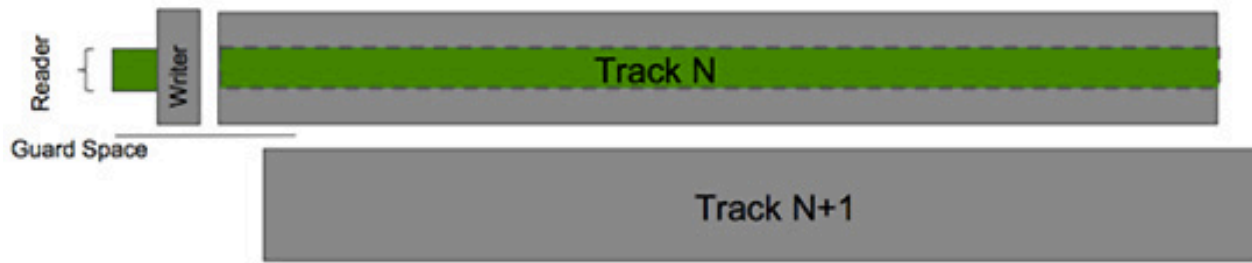 Reader
Writer
Track N
Guard Space
Track N+1